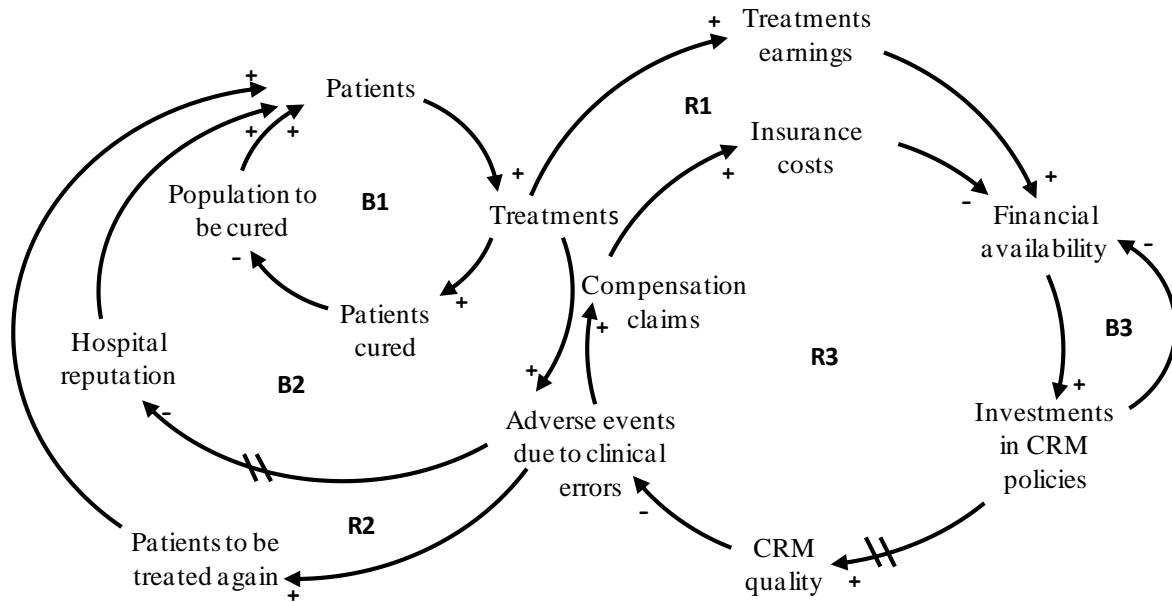 Treatments
earnings
Patients
R1
Insurance
costs
Population to
be cured
B1
Treatments
Financial
availability
Compensation
claims
Patients
cured
Hospital
reputation
B2
R3
B3
Adverse events
due to clinical
errors
Investments
in CRM
policies
R2
Patients to be
treated again
CRM
quality
+
+
+
+
+
+
+
+
+
+
+
+
+
+
-
-
-
-
-